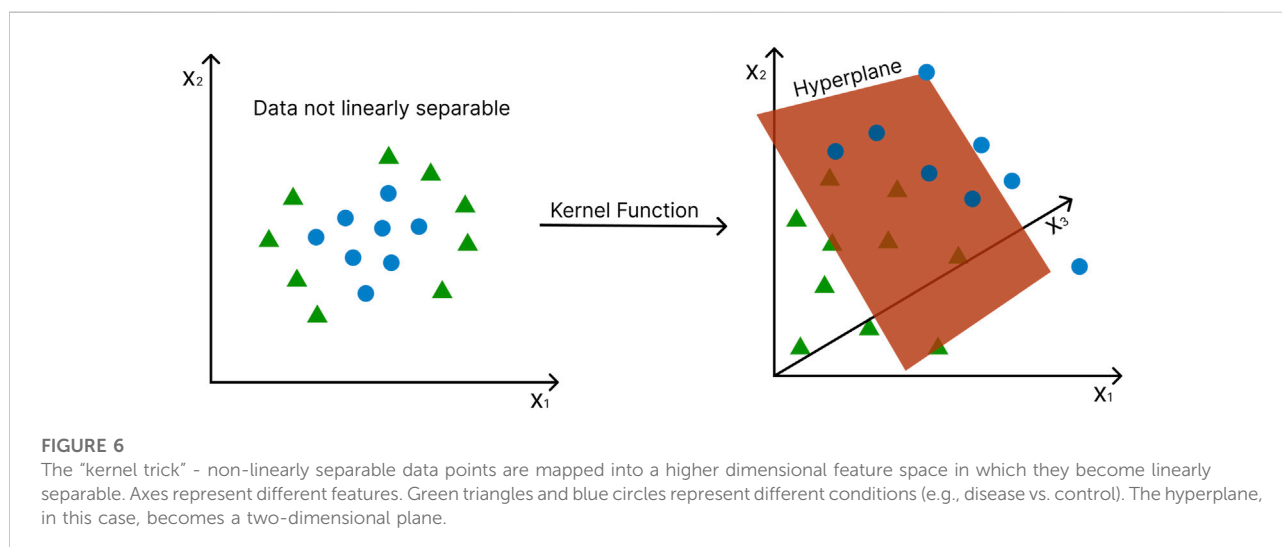 X2
Data not linearly separable
X1
Kernel Function
X2
Hyperplane
X3
X1
FIGURE 6
The “kernel trick” - non-linearly separable data points are mapped into a higher dimensional feature space in which they become linearly
separable. Axes represent different features. Green triangles and blue circles represent different conditions (e.g., disease vs. control). The hyperplane,
in this case, becomes a two-dimensional plane.